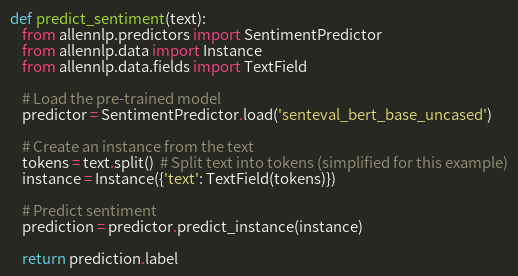 def predict_sentiment(text):
    from allennlp.predictors import SentimentPredictor
    from allennlp.data import Instance
    from allennlp.data.fields import TextField

    # Load the pre-trained model
    predictor = SentimentPredictor.load('senteval_bert_base_uncased')

    # Create an instance from the text
    tokens = text.split()  # Split text into tokens (simplified for this example)
    instance = Instance({'text': TextField(tokens)})

    # Predict sentiment
    prediction = predictor.predict_instance(instance)

    return prediction.label